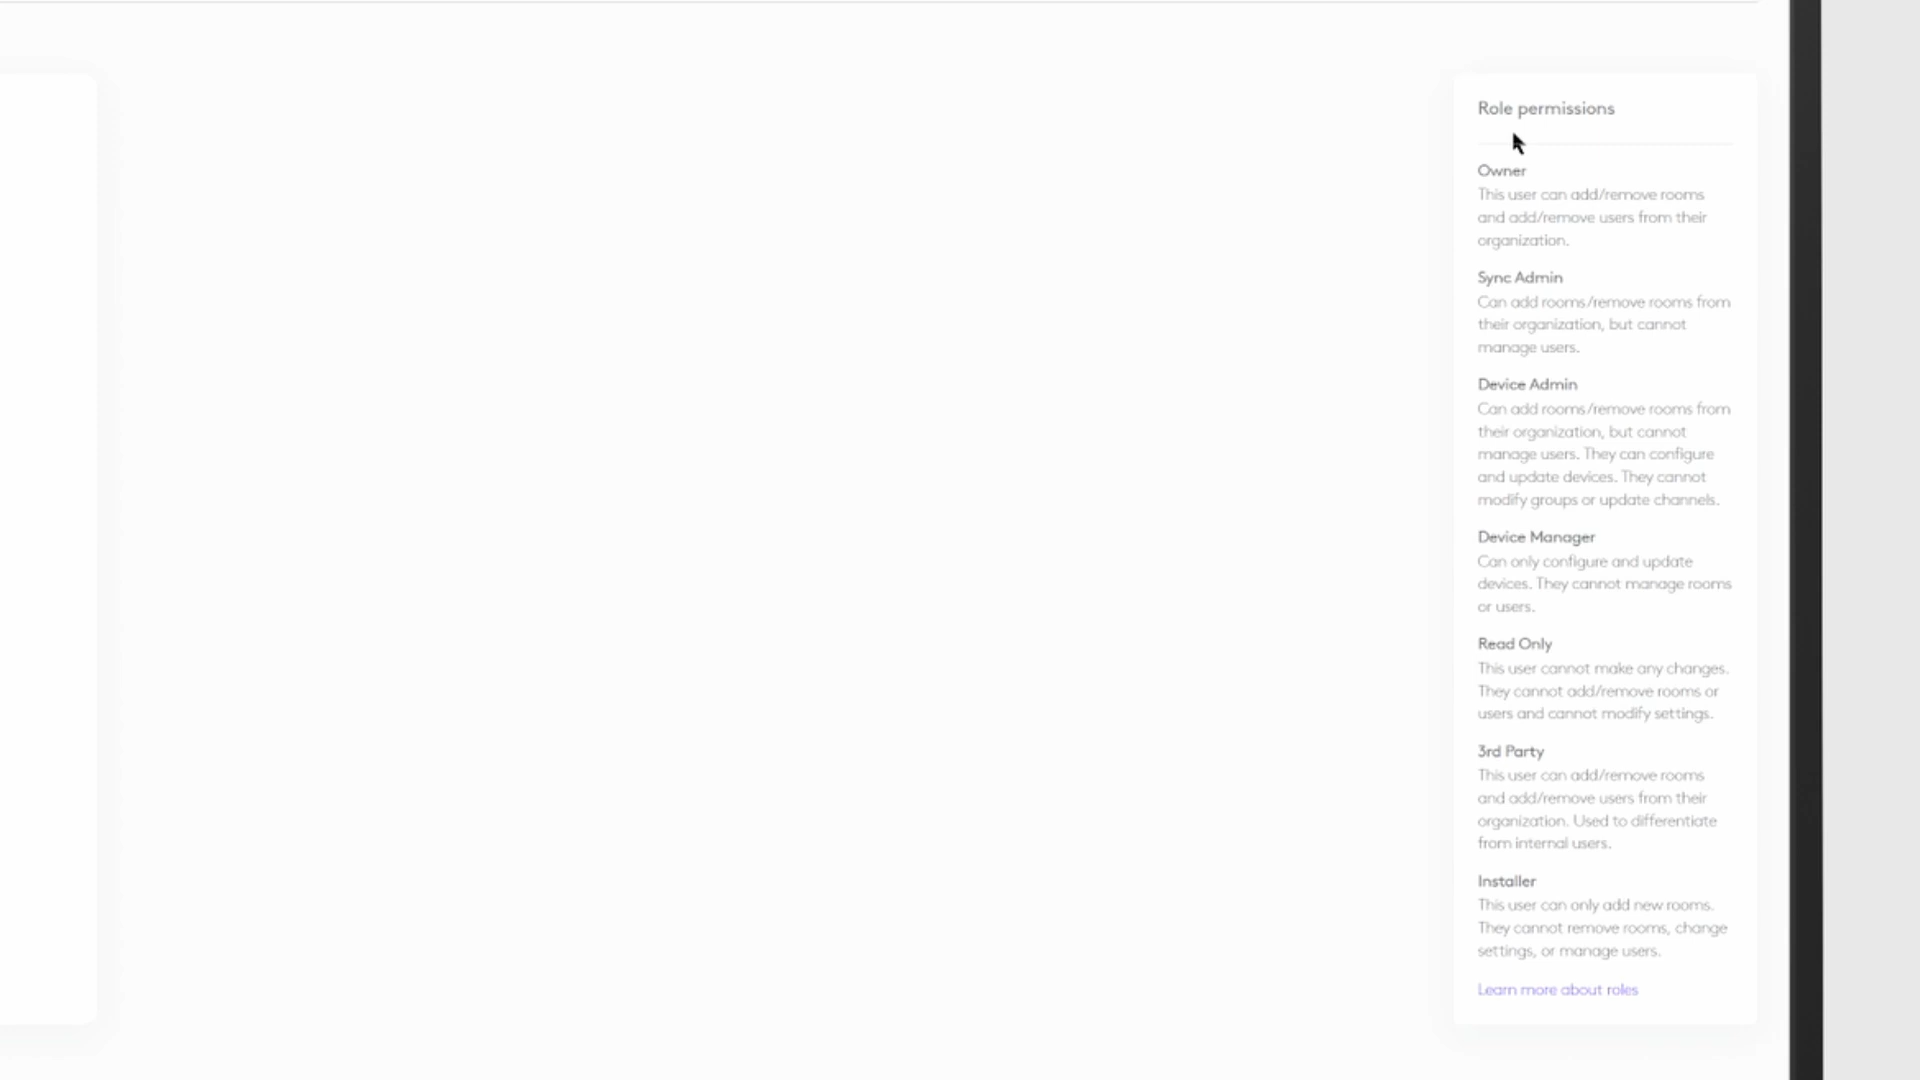 Role permissions
Owner
This user can add/remove rooms
and add/remove users from their
organization.
Sync Admin
Can add rooms/remove rooms from
their organization, but cannot
manage users.
Device Admin
Can add rooms/remove rooms from
their organization, but cannot
manage users. They can configure
and update devices. They cannot
modify groups or update channels.
Device Manager
Can only configure and update
devices. They cannot manage rooms
or users.
Read Only
This user cannot make any changes.
They cannot add/remove rooms or
users and cannot modify settings.
3rd Party
This user can add/remove rooms
and add/remove users from their
organization. Used to differentiate
from internal users.
Installer
This user can only add new rooms.
They cannot remove rooms, change
settings, or manage users.
Learn more about roles